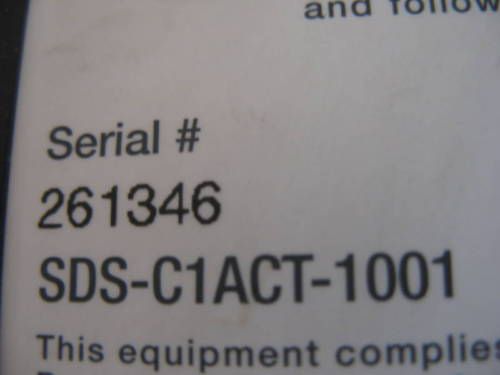 and follow
Serial #
261346
SDS-C1ACT-1001
This equipment complies